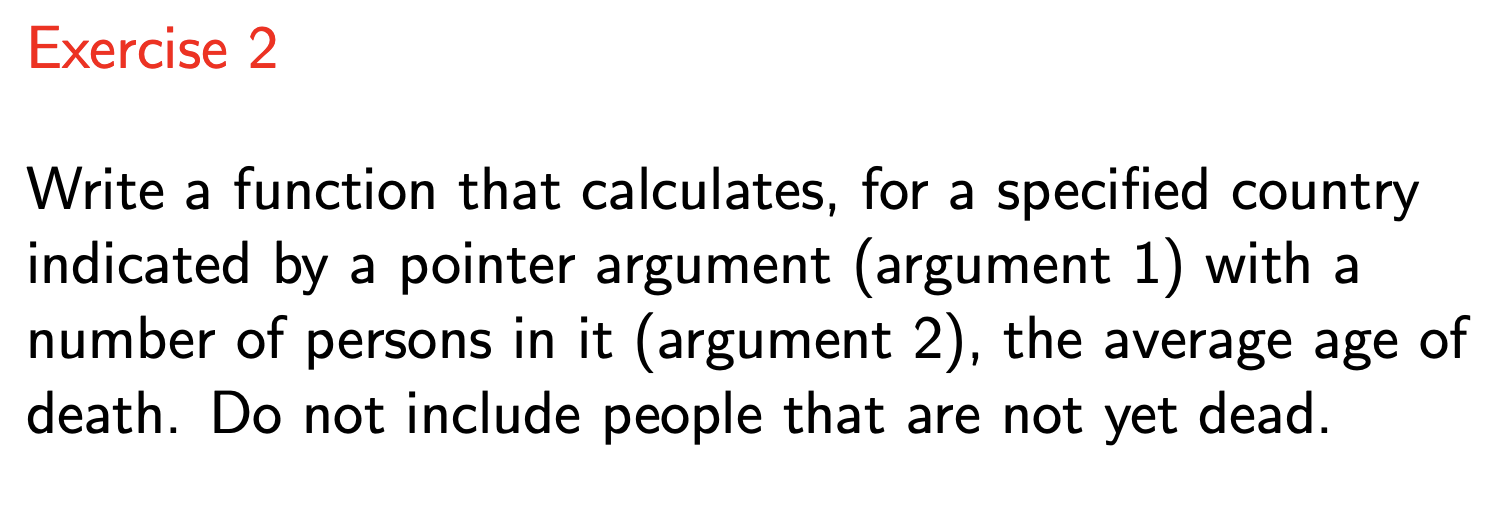 Exercise 2
Write a function that calculates, for a specified country
indicated by a pointer argument (argument 1) with a
number of persons in it (argument 2), the average age of
death. Do not include people that are not yet dead.